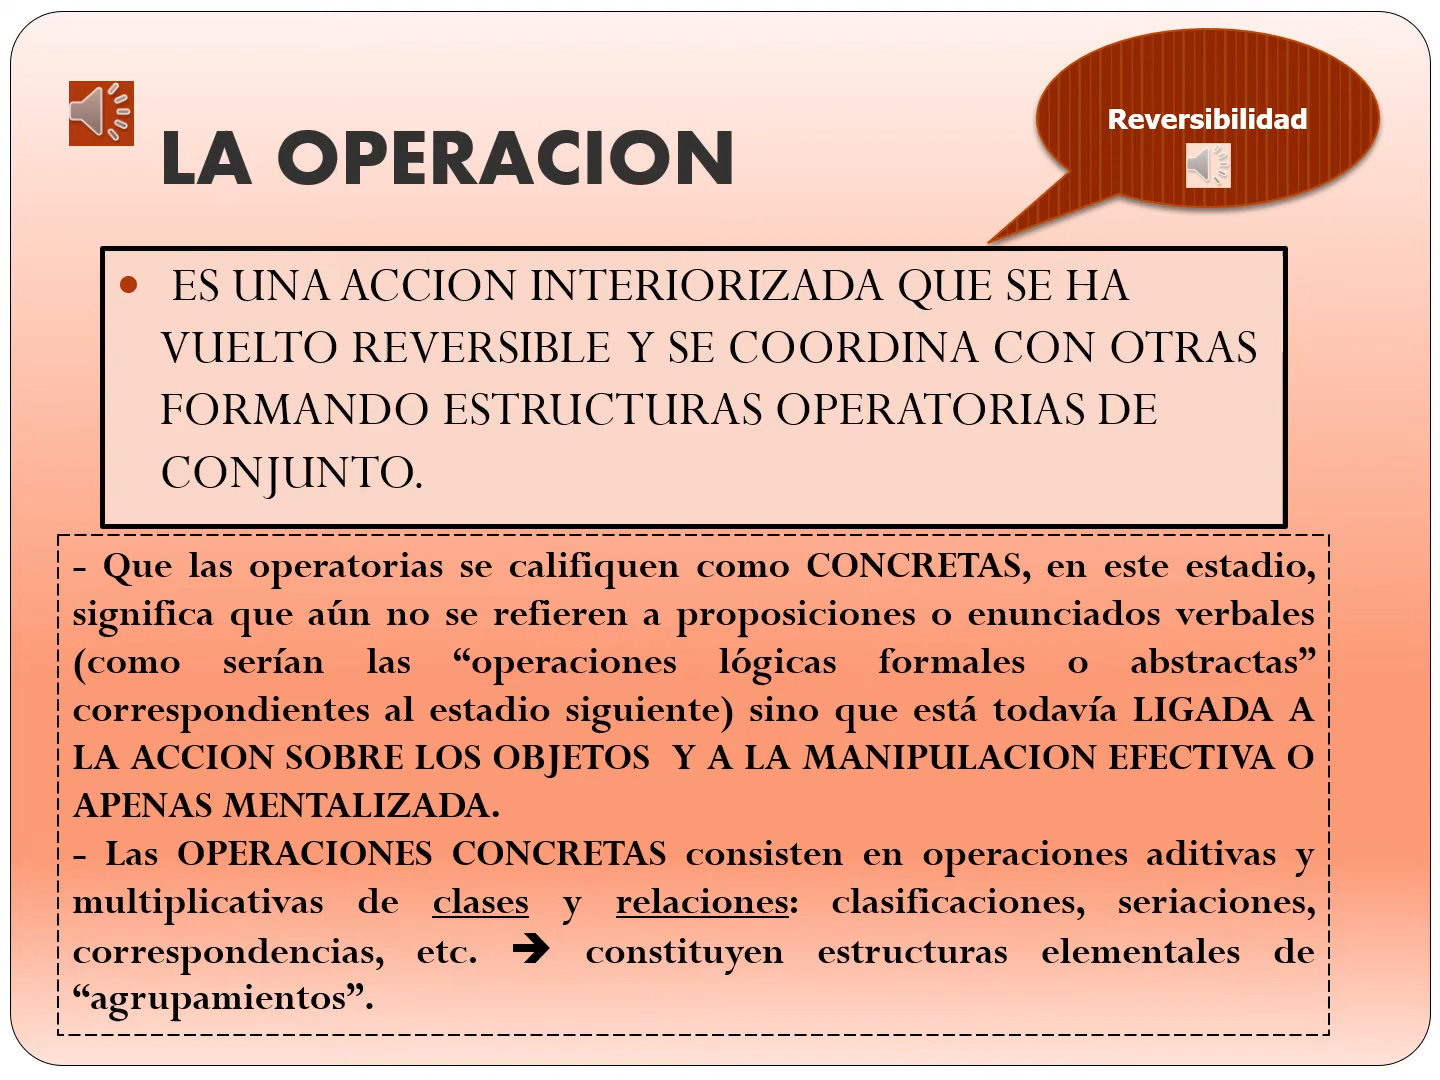 Reversibilidad
LA OPERACION
• ES UNA ACCION INTERIORIZADA QUE SE HA
VUELTO REVERSIBLE Y SE COORDINA CON OTRAS
FORMANDO ESTRUCTURAS OPERATORIAS DE
CONJUNTO.
- Que las operatorias se califiquen como CONCRETAS, en este estadio,
significa que aún no se refieren a proposiciones o enunciados verbales
(como serían las “operaciones lógicas formales o abstractas”
correspondientes al estadio siguiente) sino que está todavía LIGADA A
LA ACCION SOBRE LOS OBJETOS Y A LA MANIPULACION EFECTIVA O
APENAS MENTALIZADA.
- Las OPERACIONES CONCRETAS consisten en operaciones aditivas y
multiplicativas de clases y relaciones: clasificaciones, seriaciones,
correspondencias, etc. ➔ constituyen estructuras elementales de
“agrupamientos”.